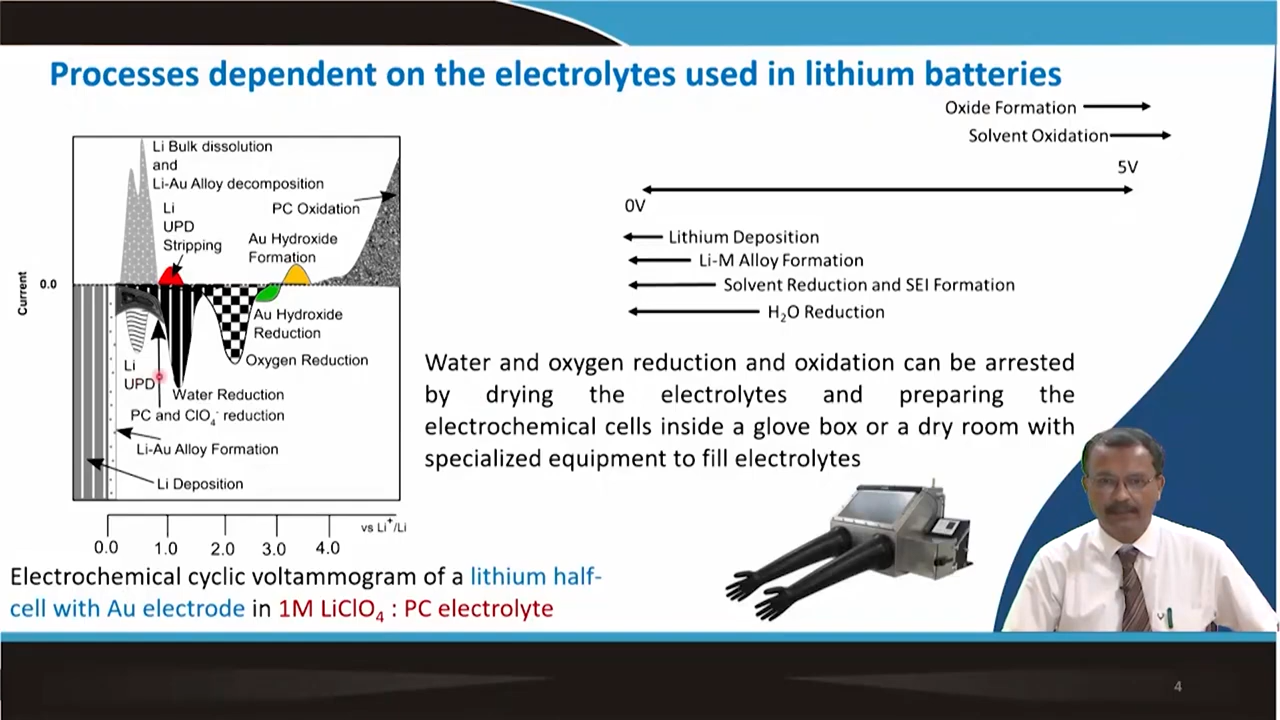 Processes dependent on the electrolytes used in lithium batteries
Oxide Formation
Solvent Oxidation
5V
0V
Lithium Deposition
Li-M Alloy Formation
Solvent Reduction and SEI Formation
H₂O Reduction
Li Bulk dissolution
and
Li-Au Alloy decomposition
Li
UPD
Stripping
PC Oxidation
Au Hydroxide
Formation
Current
0.0
Au Hydroxide
Reduction
Oxygen Reduction
Li
UPD
Water Reduction
PC and ClO₄⁻ reduction
Li-Au Alloy Formation
Li Deposition
vs Li⁺/Li
0.0 1.0 2.0 3.0 4.0
Water and oxygen reduction and oxidation can be arrested
by drying the electrolytes and preparing the
electrochemical cells inside a glove box or a dry room with
specialized equipment to fill electrolytes
Electrochemical cyclic voltammogram of a lithium half-
cell with Au electrode in 1M LiClO₄ : PC electrolyte
4